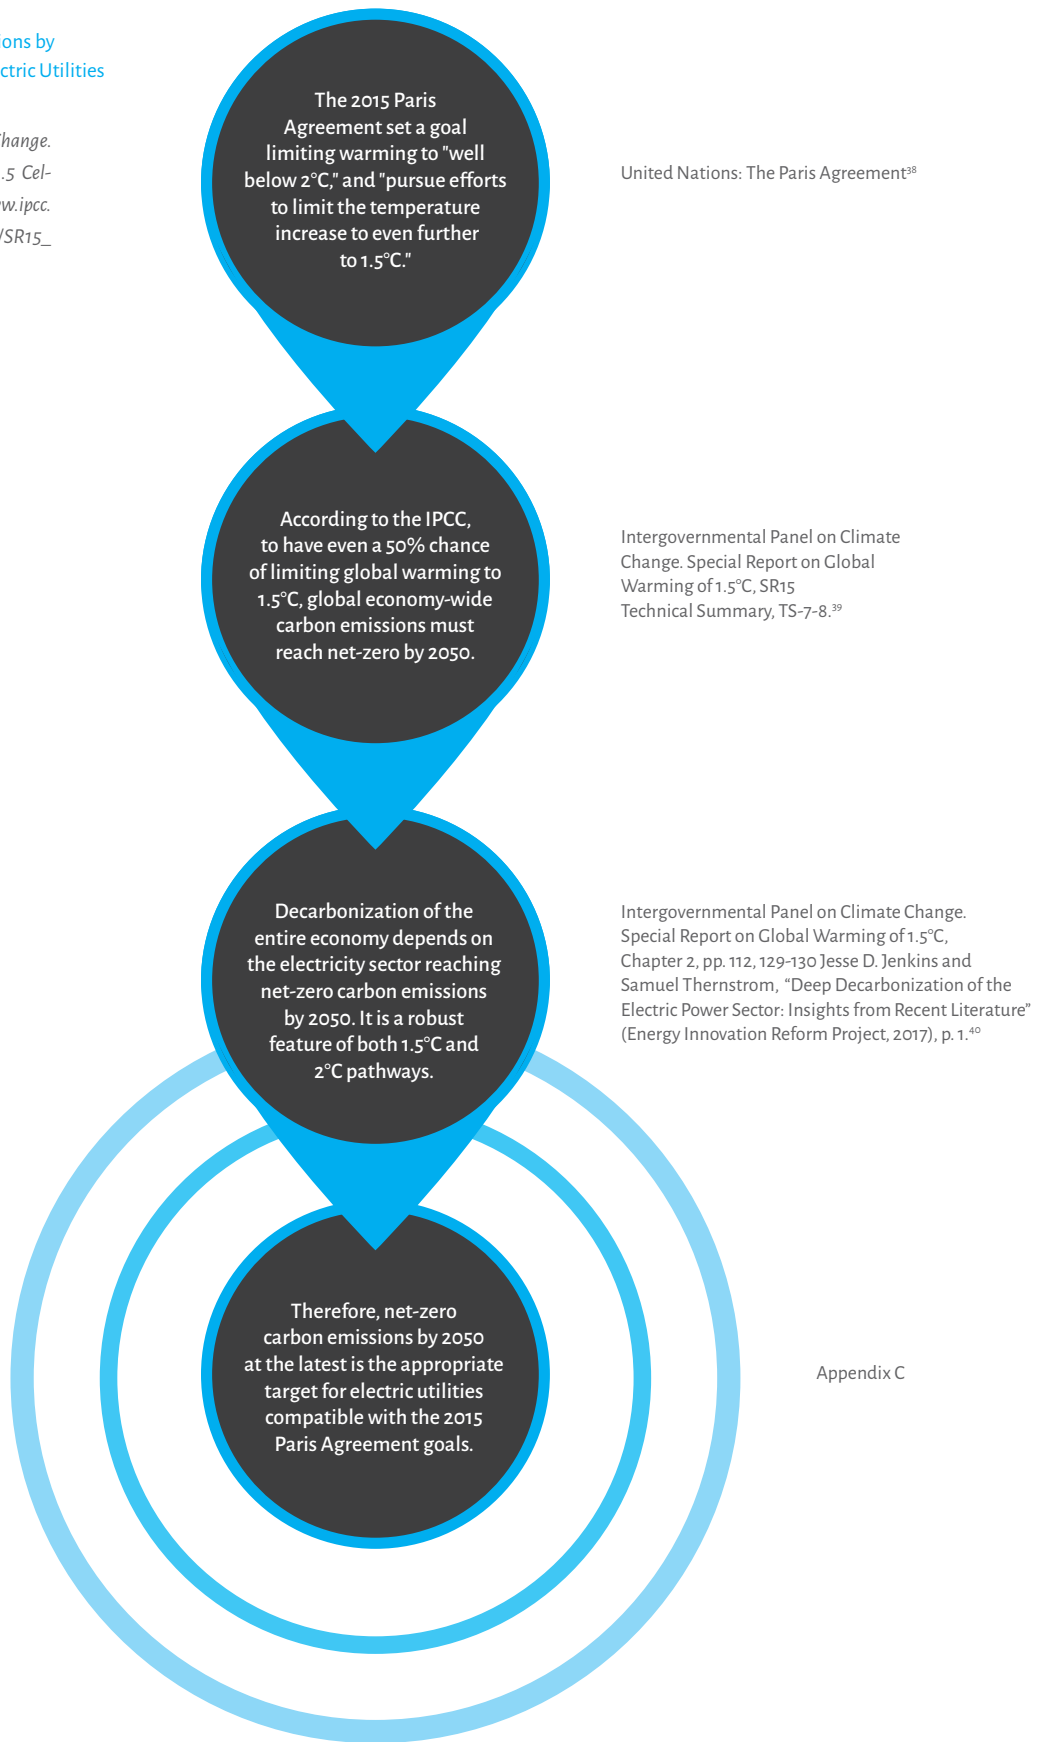 ions by
ctric Utilities
Change.
.5 Cel-
w.ipcc.
/SR15_
The 2015 Paris
Agreement set a goal
limiting warming to "well
below 2°C," and "pursue efforts
to limit the temperature
increase to even further
to 1.5°C."
United Nations: The Paris Agreement³⁸
According to the IPCC,
to have even a 50% chance
of limiting global warming to
1.5°C, global economy-wide
carbon emissions must
reach net-zero by 2050.
Intergovernmental Panel on Climate
Change. Special Report on Global
Warming of 1.5°C, SR15
Technical Summary, TS-7-8.³⁹
Decarbonization of the
entire economy depends on
the electricity sector reaching
net-zero carbon emissions
by 2050. It is a robust
feature of both 1.5°C and
2°C pathways.
Intergovernmental Panel on Climate Change.
Special Report on Global Warming of 1.5°C,
Chapter 2, pp. 112, 129-130 Jesse D. Jenkins and
Samuel Thernstrom, “Deep Decarbonization of the
Electric Power Sector: Insights from Recent Literature”
(Energy Innovation Reform Project, 2017), p. 1.⁴⁰
Therefore, net-zero
carbon emissions by 2050
at the latest is the appropriate
target for electric utilities
compatible with the 2015
Paris Agreement goals.
Appendix C